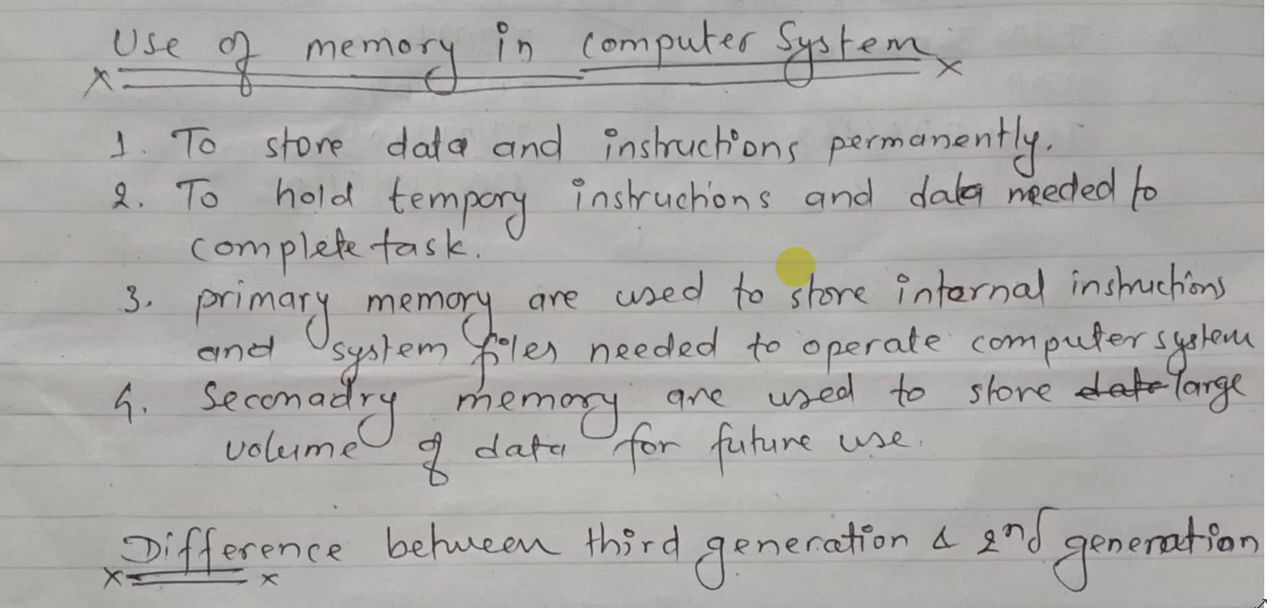 Use of memory in computer System
1. To store data and instructions permanently.
2. To hold tempory instructions and data needed to
complete task.
3. primary memory are used to store internal instructions
and system files needed to operate computer system
4. Seconadry memory are used to store date large
volume of data for future use.
Difference between third generation & 2nd generation